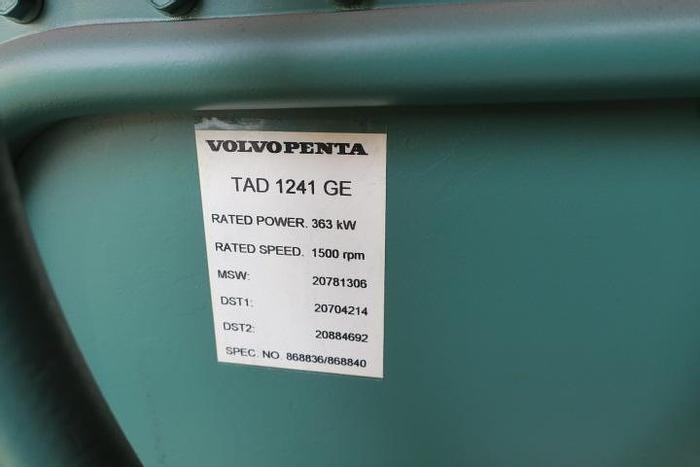 VOLVO PENTA
TAD 1241 GE
RATED POWER. 363 kW
RATED SPEED. 1500 rpm
MSW: 20781306
DST1: 20704214
DST2: 20884692
SPEC. NO. 868836/868840